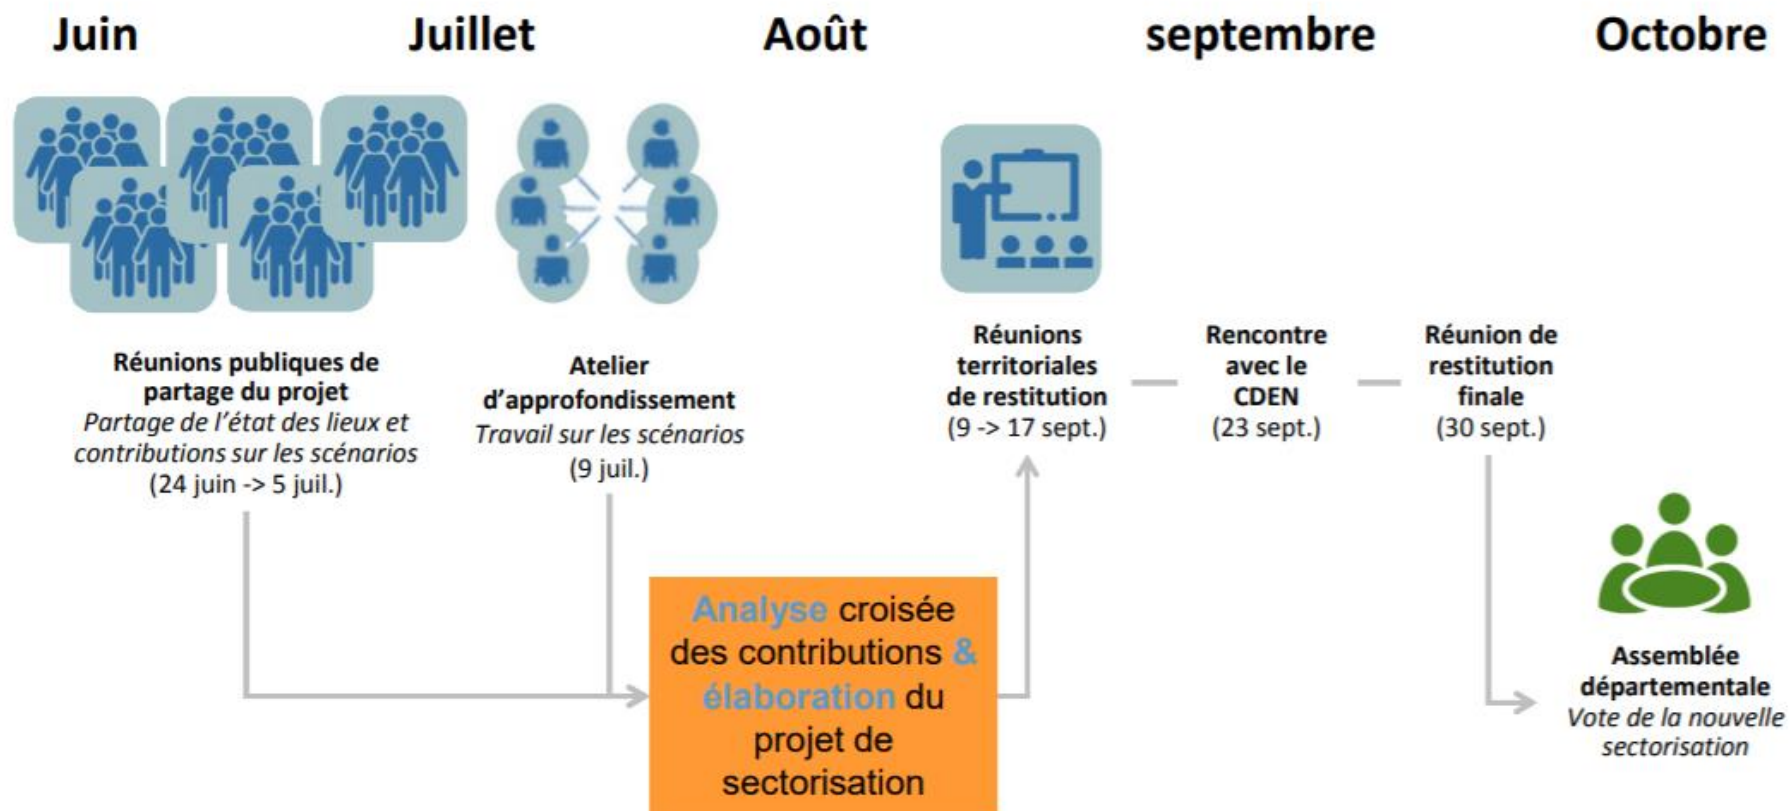 Juin
Juillet
Août
septembre
Octobre
Réunions publiques de
partage du projet
Partage de l'état des lieux et
contributions sur les scénarios
(24 juin -> 5 juil.)
Atelier
d'approfondissement
Travail sur les scénarios
(9 juil.)
Réunions
territoriales
de restitution
(9 -> 17 sept.)
Rencontre
avec le
CDEN
(23 sept.)
Réunion de
restitution
finale
(30 sept.)
Analyse croisée
des contributions &
élaboration du
projet de
sectorisation
Assemblée
départementale
Vote de la nouvelle
sectorisation